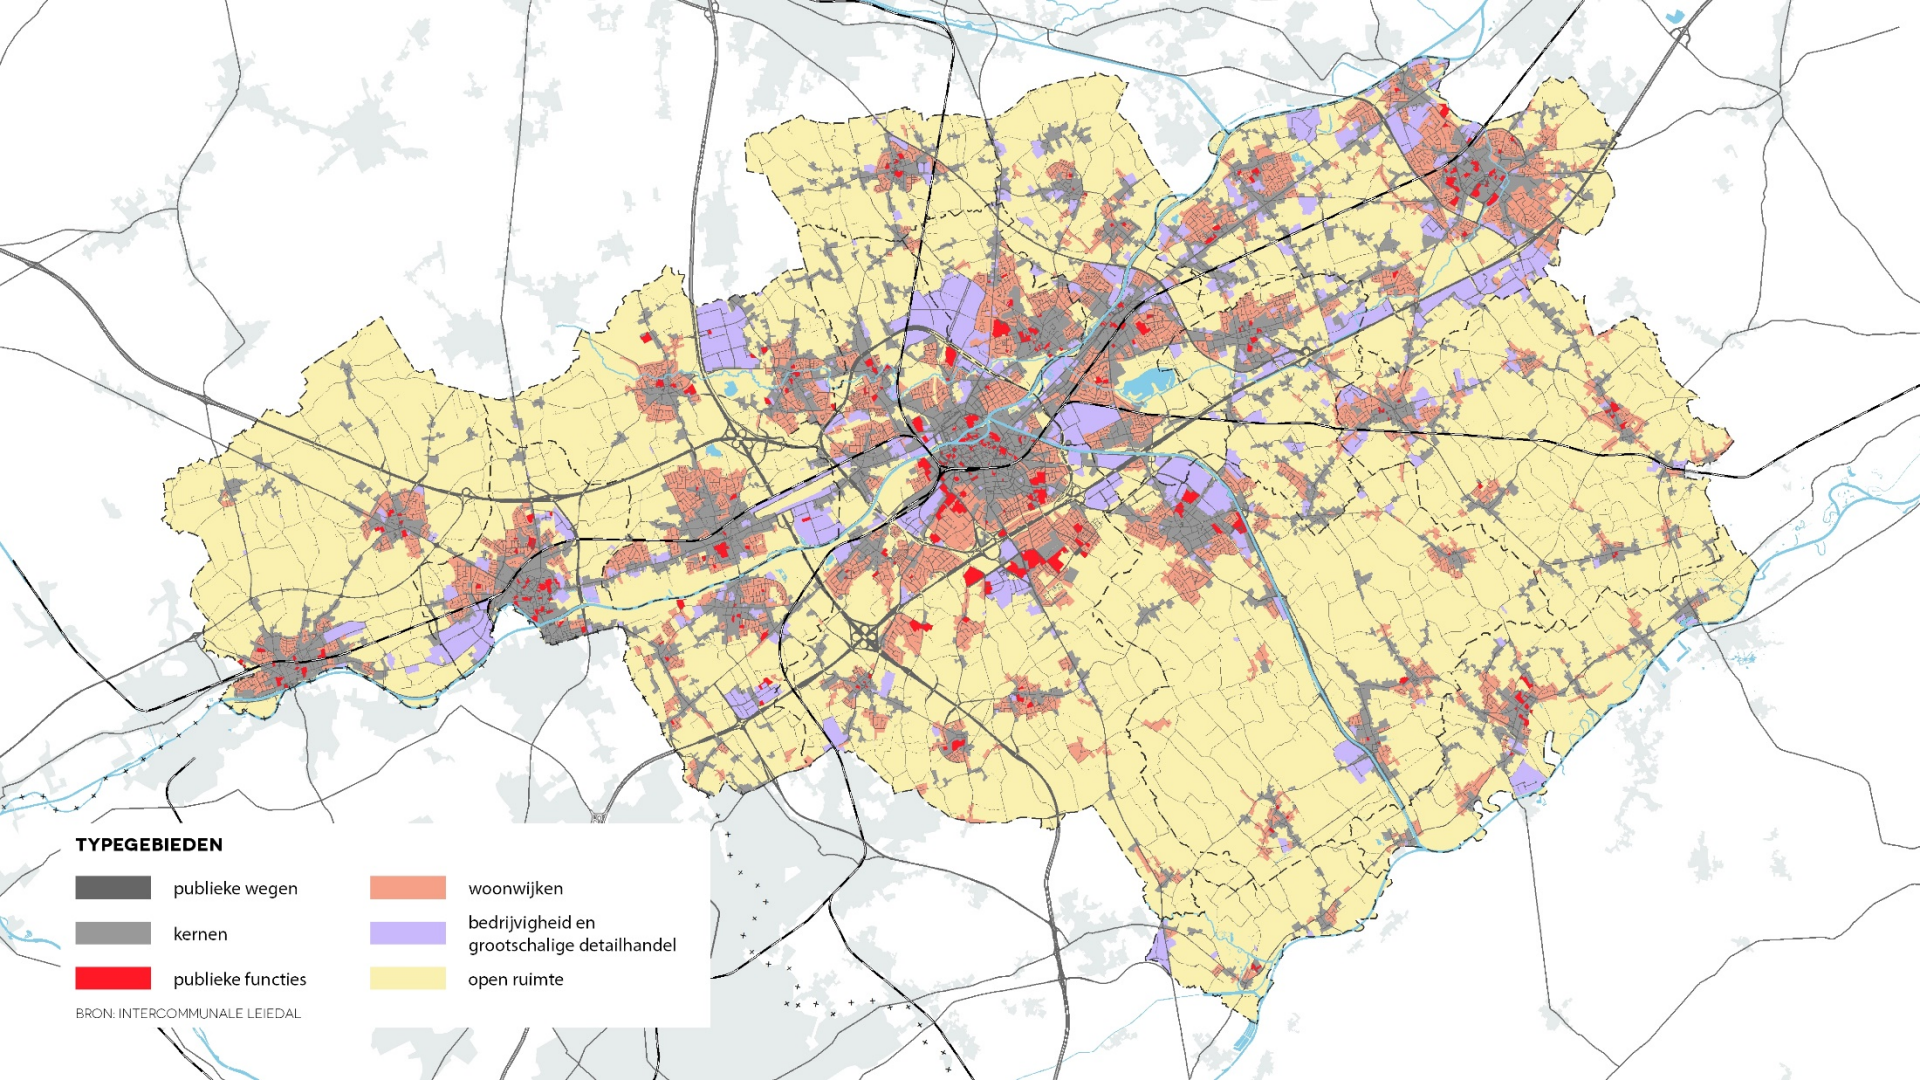 TYPEGEBIEDEN
publieke wegen
kernen
publieke functies
woonwijken
bedrijvigheid en
grootschalige detailhandel
open ruimte
BRON: INTERCOMMUNALE LEIEDAL